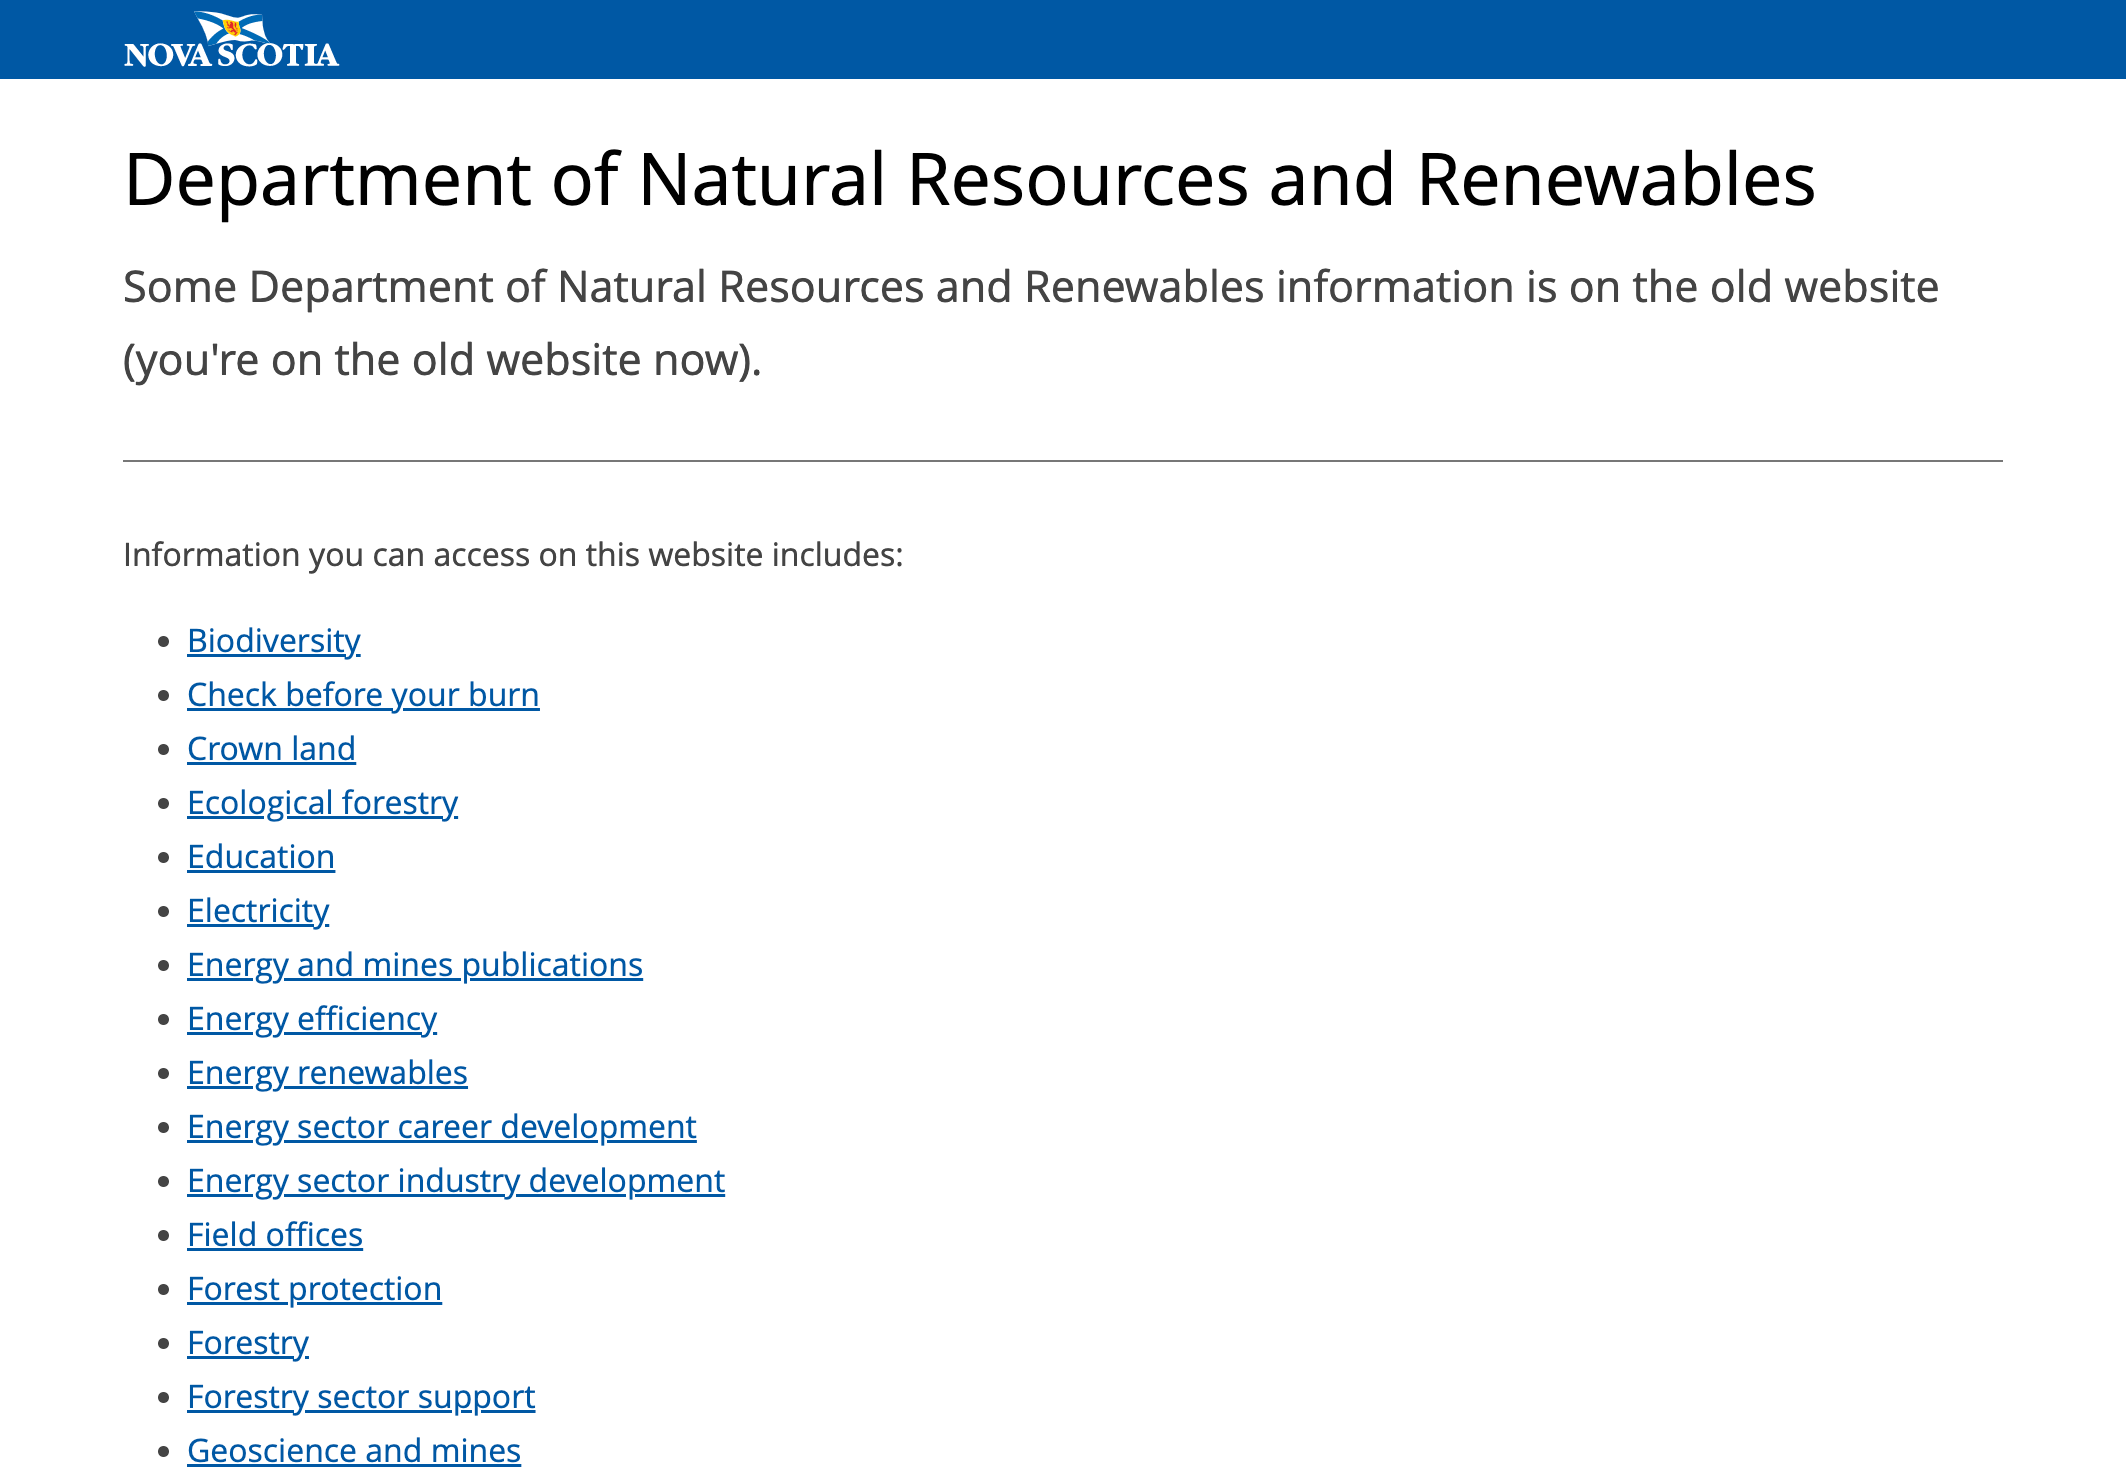 NOVA SCOTIA
Department of Natural Resources and Renewables
Some Department of Natural Resources and Renewables information is on the old website
(you're on the old website now).
Information you can access on this website includes:
Biodiversity
Check before your burn
Crown land
Ecological forestry
Education
Electricity
Energy and mines publications
Energy efficiency
Energy renewables
Energy sector career development
Energy sector industry development
Field offices
Forest protection
Forestry
Forestry sector support
Geoscience and mines